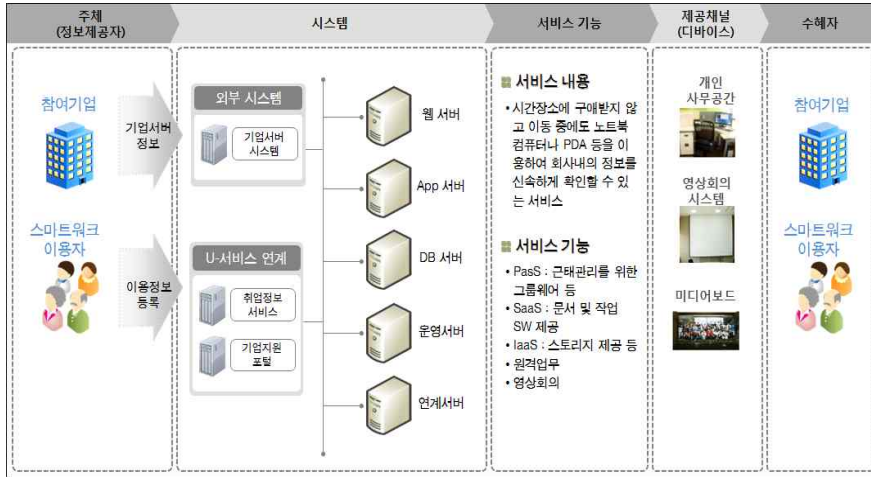 주체
(정보제공자)
시스템
서비스 기능
제공채널
(디바이스)
수혜자
참여기업
스마트워크
이용자
기업서버
정보
이용정보
등록
외부 시스템
기업서버
시스템
U-서비스 연계
취업정보
서비스
기업지원
포털
웹 서버
App 서버
DB 서버
운영서버
연계서버
서비스 내용
•시간장소에 구애받지 않
고 이동 중에도 노트북
컴퓨터나 PDA 등을 이
용하여 회사내의 정보를
신속하게 확인할 수 있
는 서비스
서비스 기능
• PasS : 근태관리를 위한
그룹웨어 등
• SaaS : 문서 및 작업
SW 제공
• IaaS : 스토리지 제공 등
• 원격업무
• 영상회의
개인
사무공간
영상회의
시스템
미디어보드
참여기업
스마트워크
이용자